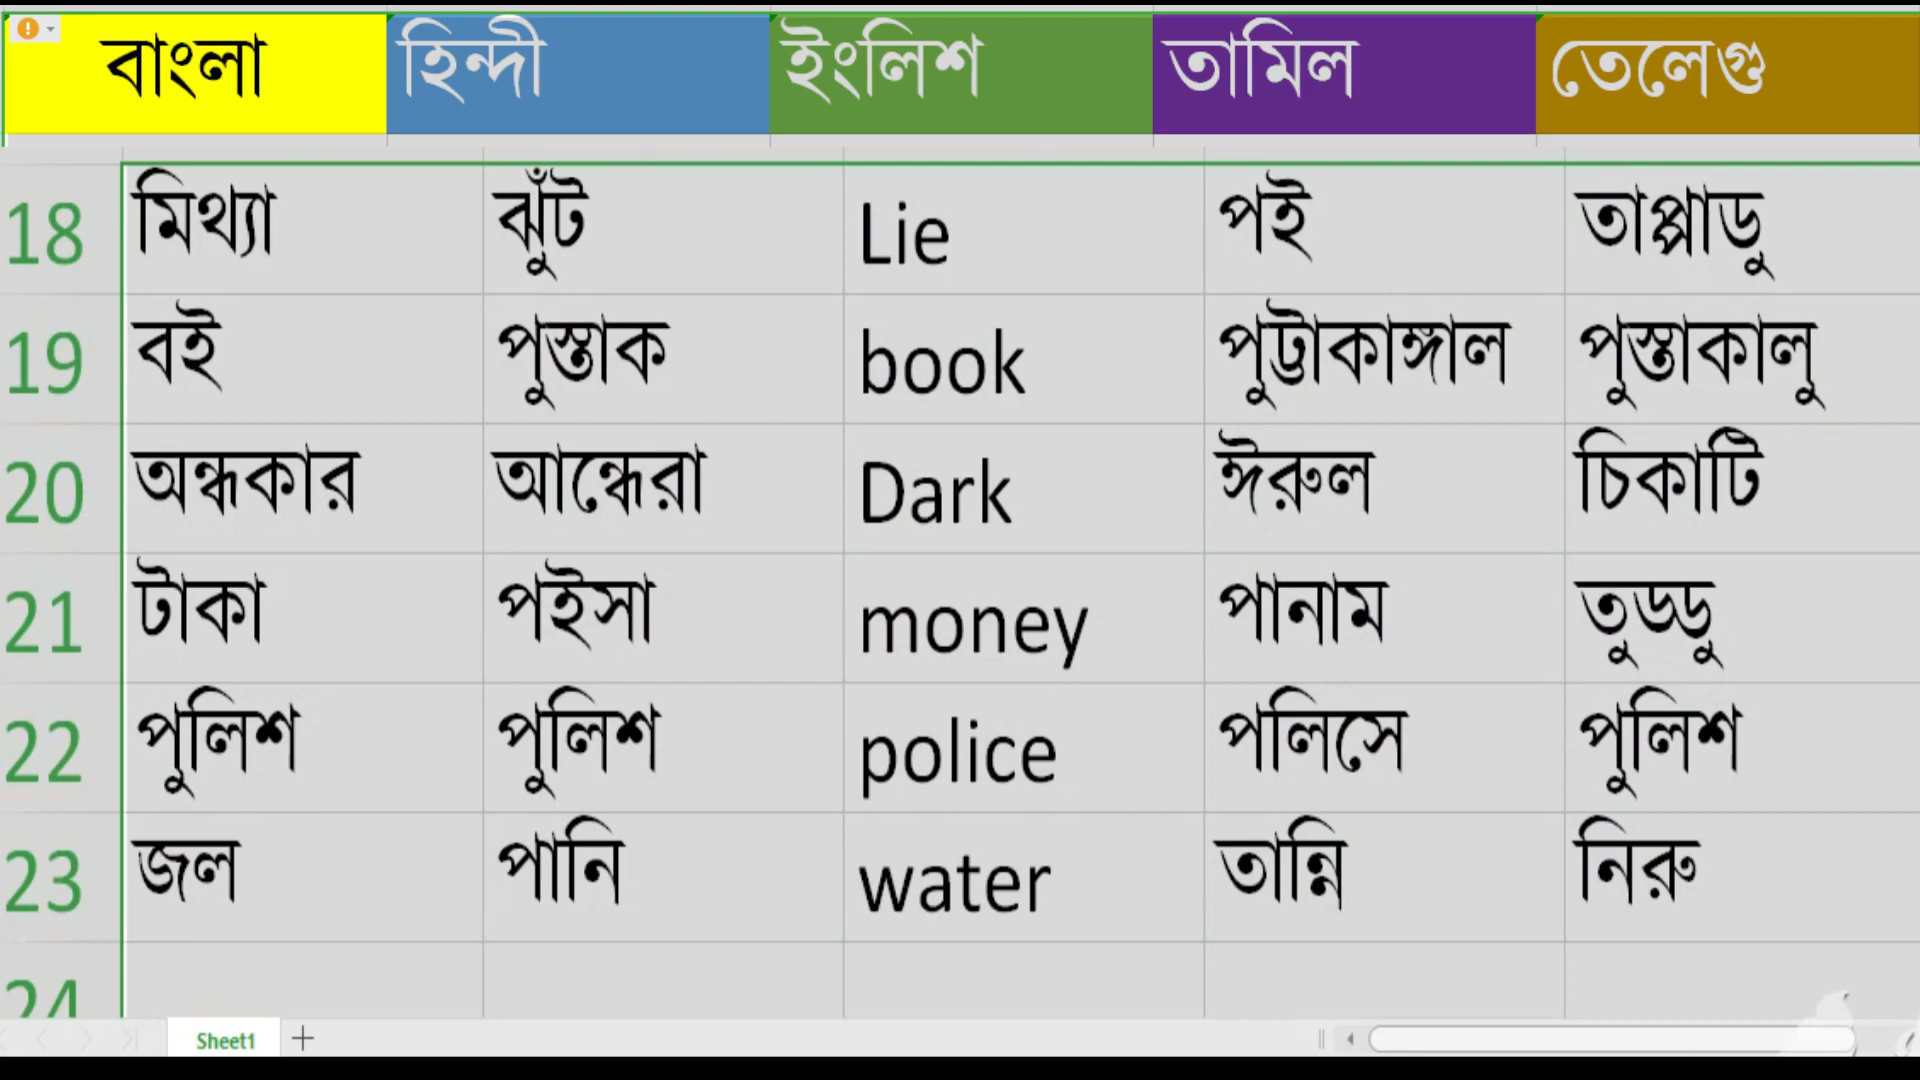 বাংলা হিন্দী ইংলিশ তামিল তেলেগু
18 মিথ্যা ঝুঁট Lie পই তাপ্পাডু
19 বই পুস্তাক book পুট্টাকাঙ্গাল পুস্তাকালু
20 অন্ধকার আন্ধেরা Dark ঈরুল চিকাটি
21 টাকা পইসা money পানাম তুড্ডু
22 পুলিশ পুলিশ police পলিসে পুলিশ
23 জল পানি water তান্নি নিরু
24
Sheet1